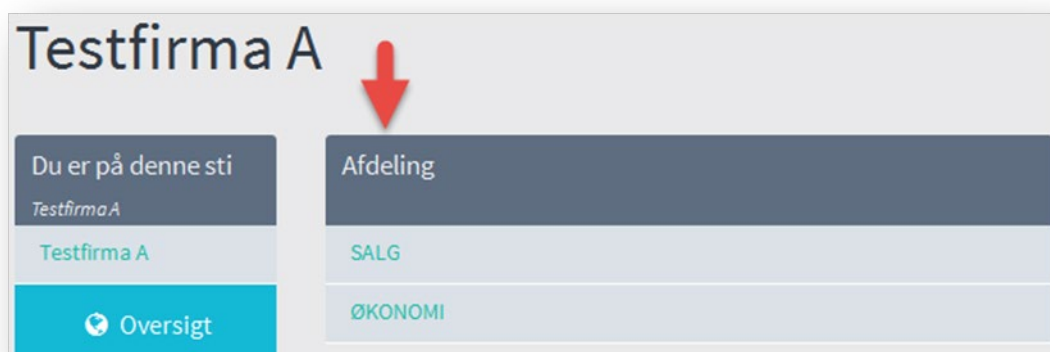 Testfirma A
Du er på denne sti
Testfirma A
Testfirma A
Oversigt
Afdeling
SALG
ØKONOMI